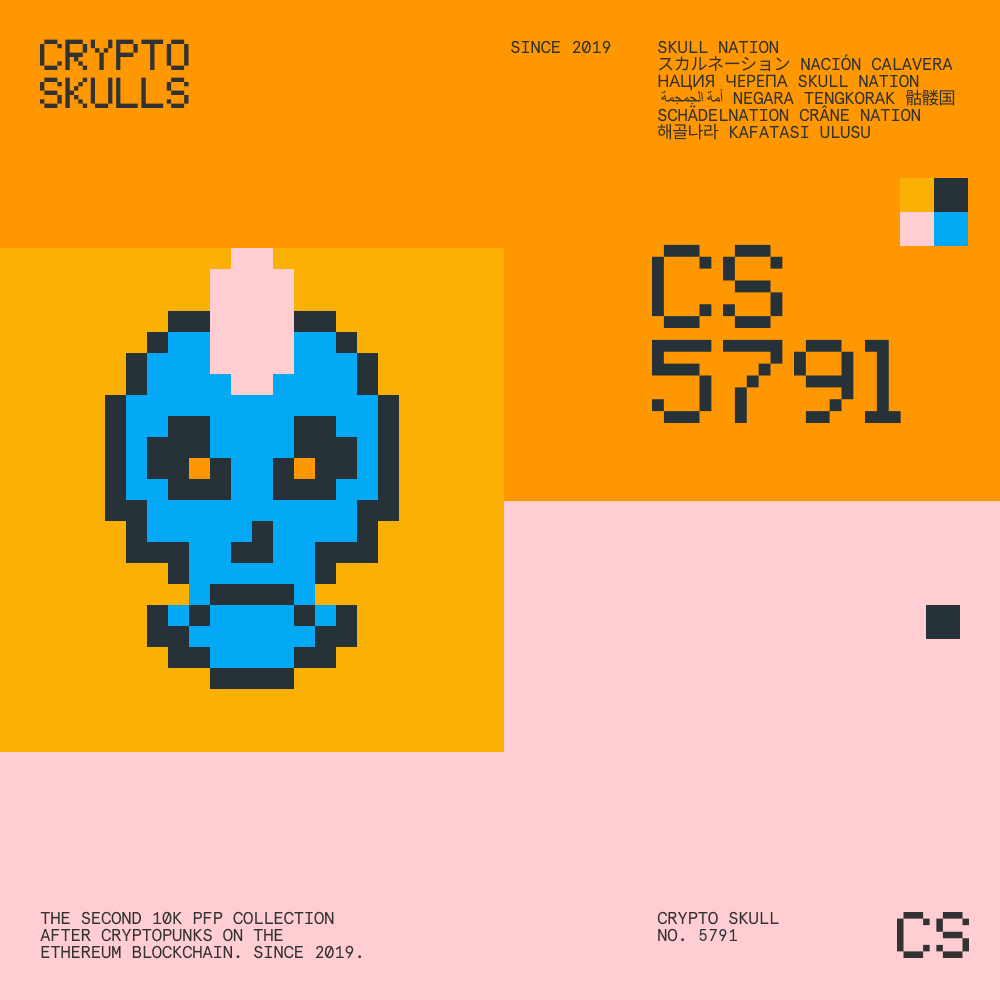 CRYPTO
SKULLS
SINCE 2019
SKULL NATION
スカルネーション NACIÓN CALAVERA
НАЦИЯ ЧЕРЕПА SKULL NATION
أمة الجمجمة NEGARA TENGKORAK 骷髅国
SCHÄDELNATION CRÂNE NATION
해골나라 KAFATASI ULUSU
CS
5791
THE SECOND 10K PFP COLLECTION
AFTER CRYPTOPUNKS ON THE
ETHEREUM BLOCKCHAIN. SINCE 2019.
CRYPTO SKULL
NO. 5791
CS